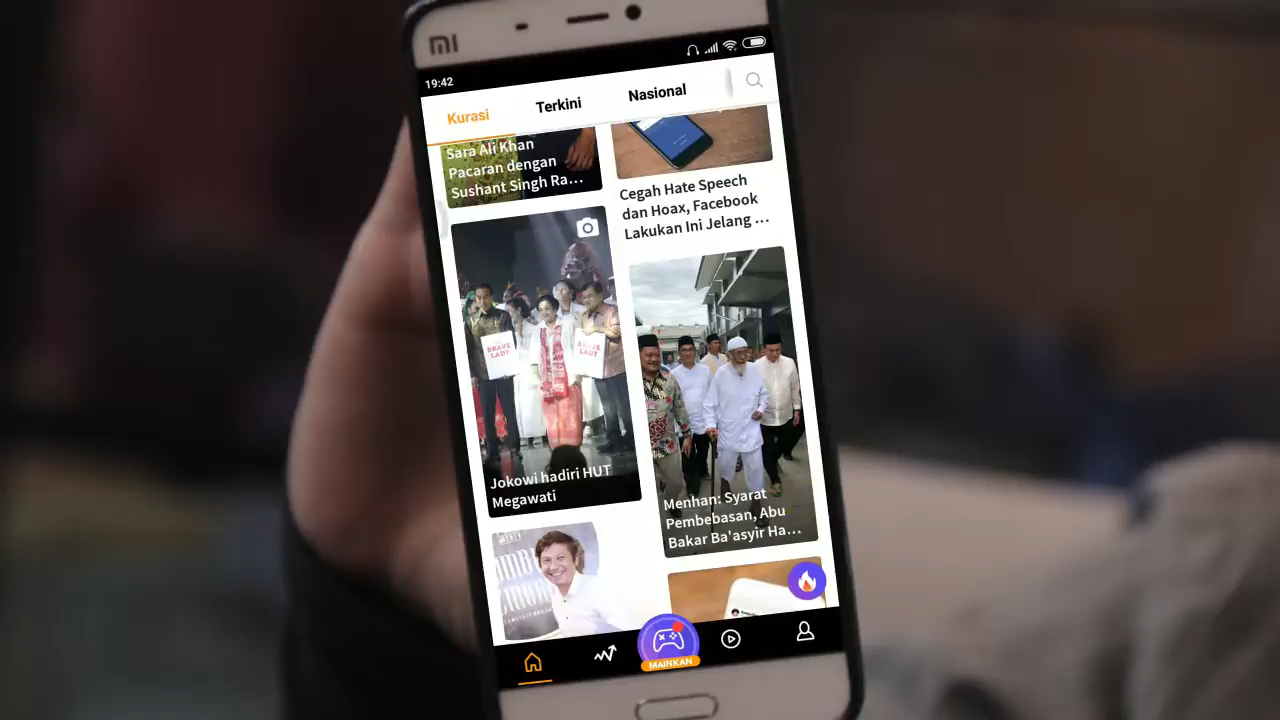 mi
19:42
Kurasi
Terkini
Nasional
Sara Ali Khan
Pacaran dengan
Sushant Singh Ra...
Cegah Hate Speech
dan Hoax, Facebook
Lakukan Ini Jelang ...
BRAVE
LADY
BRAVE
LADY
Jokowi hadiri HUT
Megawati
Menhan: Syarat
Pembebasan, Abu
Bakar Ba'asyir Ha...
MAINKAN